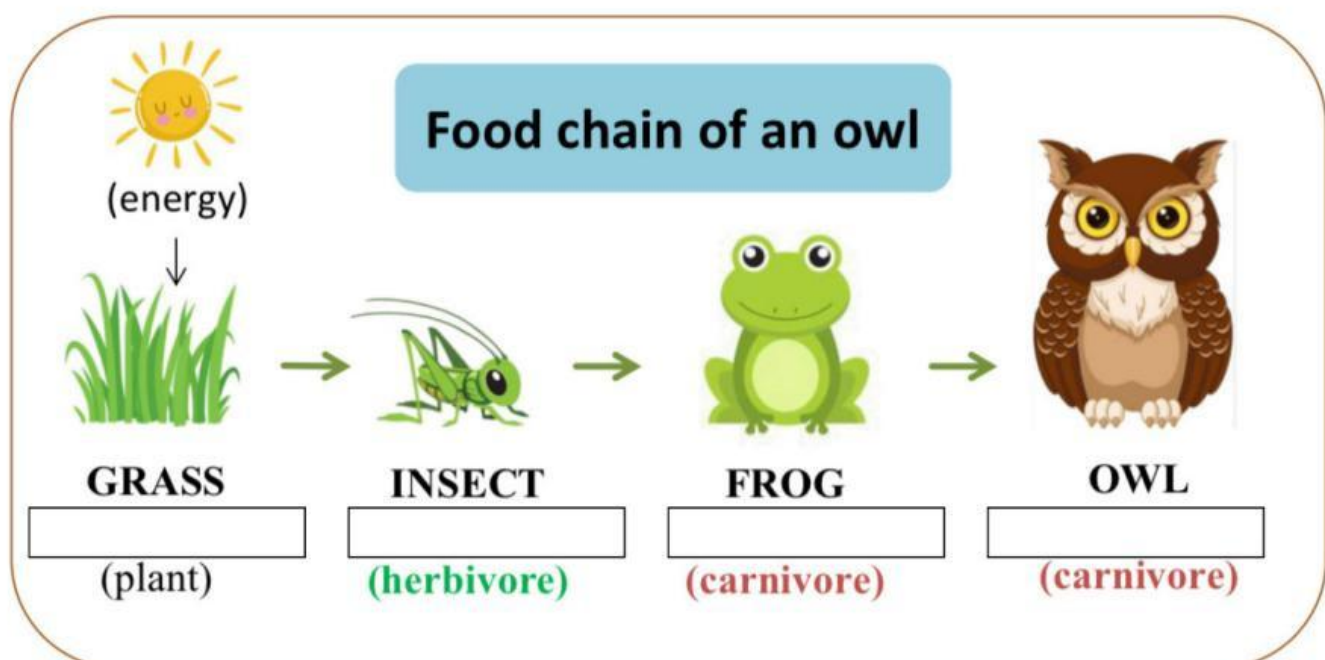 Food chain of an owl
(energy)
GRASS
INSECT
FROG
OWL
(plant)
(herbivore)
(carnivore)
(carnivore)